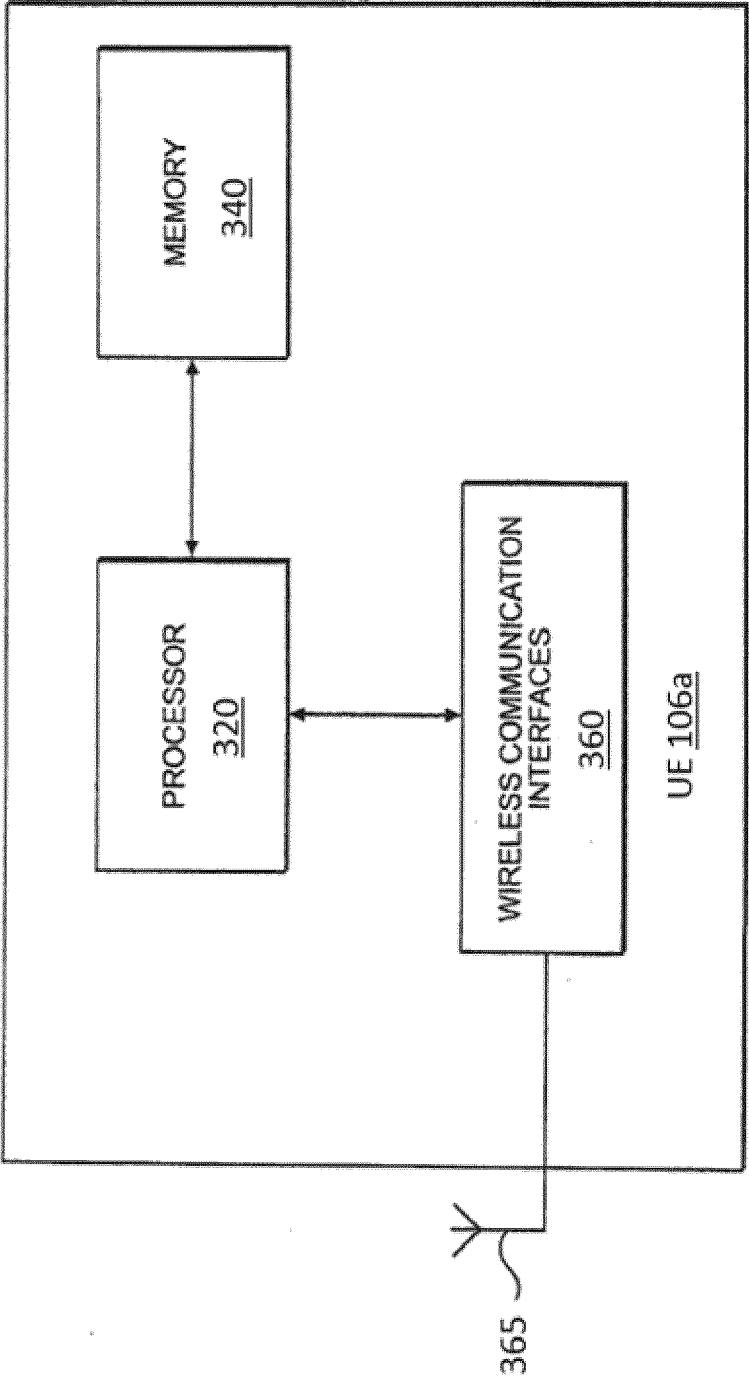 PROCESSOR
320
MEMORY
340
WIRELESS COMMUNICATION
INTERFACES
360
365
UE 106a